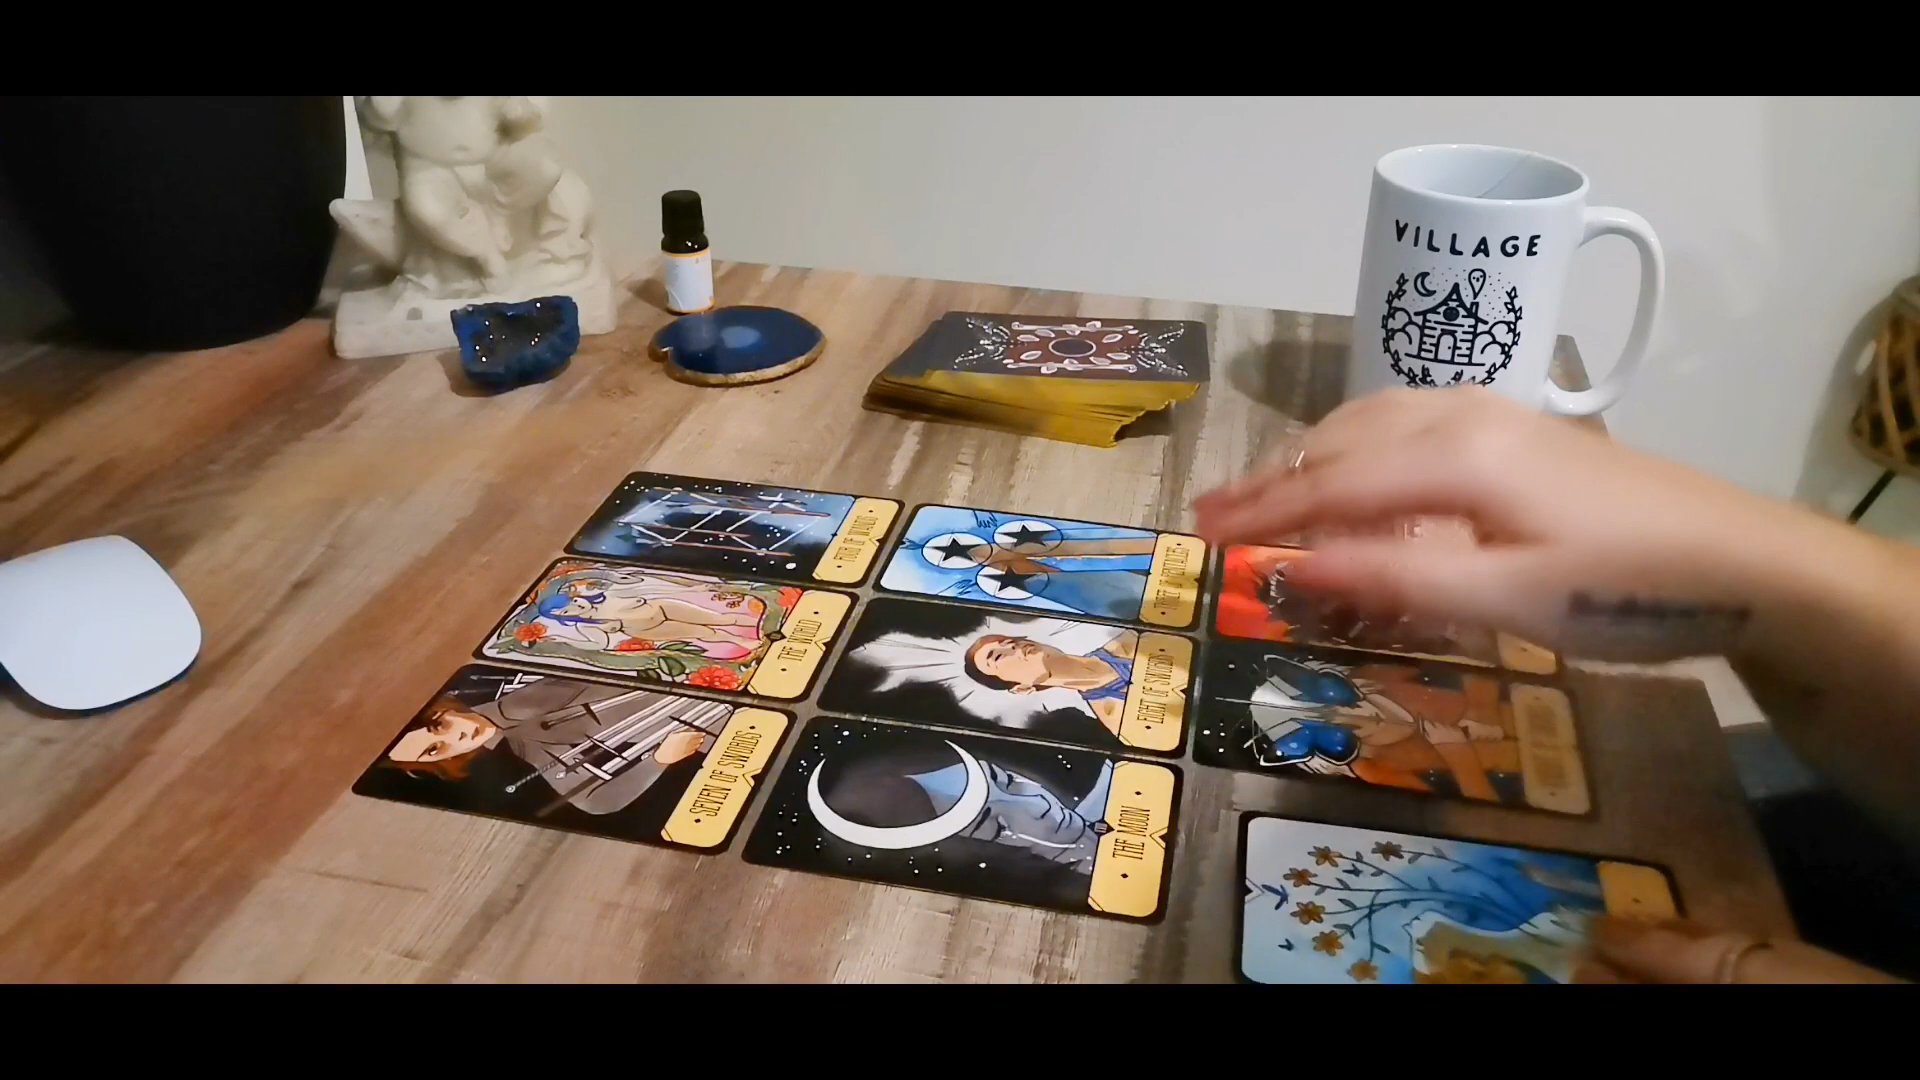 VILLAGE
FOUR OF WANDS
THREE OF PENTACLES
THE WORLD
EIGHT OF SWORDS
SEVEN OF SWORDS
THE MOON